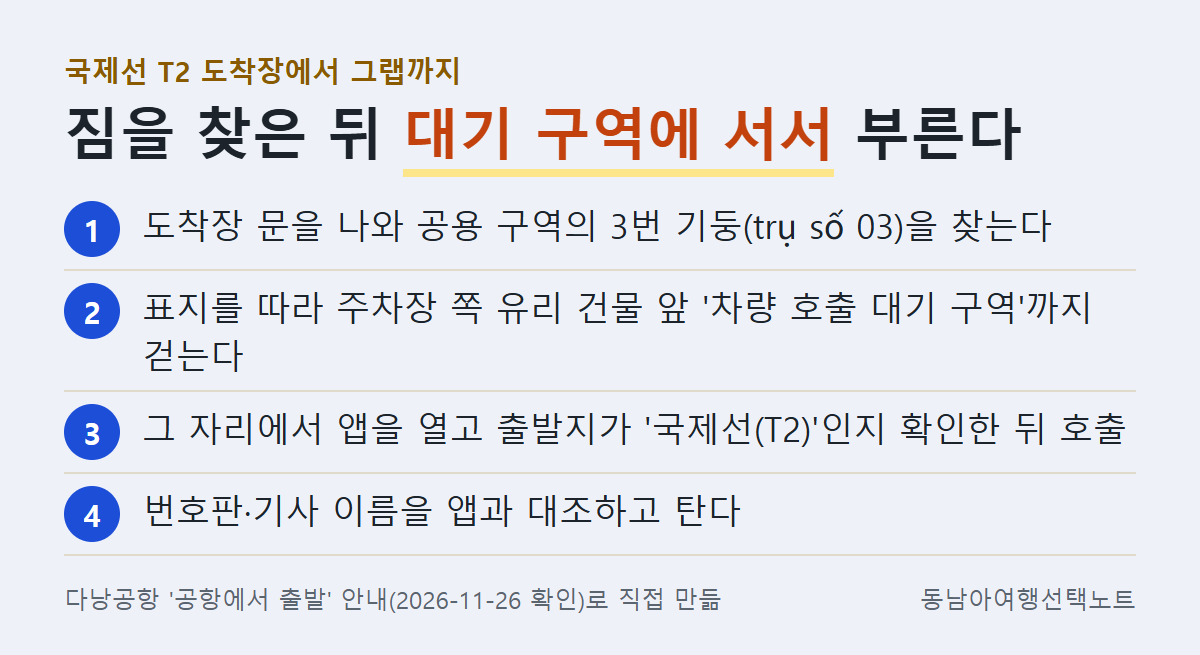 국제선 T2 도착장에서 그랩까지
짐을 찾은 뒤 대기 구역에 서서 부른다
1 도착장 문을 나와 공용 구역의 3번 기둥(trụ số 03)을 찾는다
2 표지를 따라 주차장 쪽 유리 건물 앞 '차량 호출 대기 구역'까지
걷는다
3 그 자리에서 앱을 열고 출발지가 '국제선(T2)'인지 확인한 뒤 호출
4 번호판·기사 이름을 앱과 대조하고 탄다
다낭공항 '공항에서 출발' 안내(2026-11-26 확인)로 직접 만듦
동남아여행선택노트